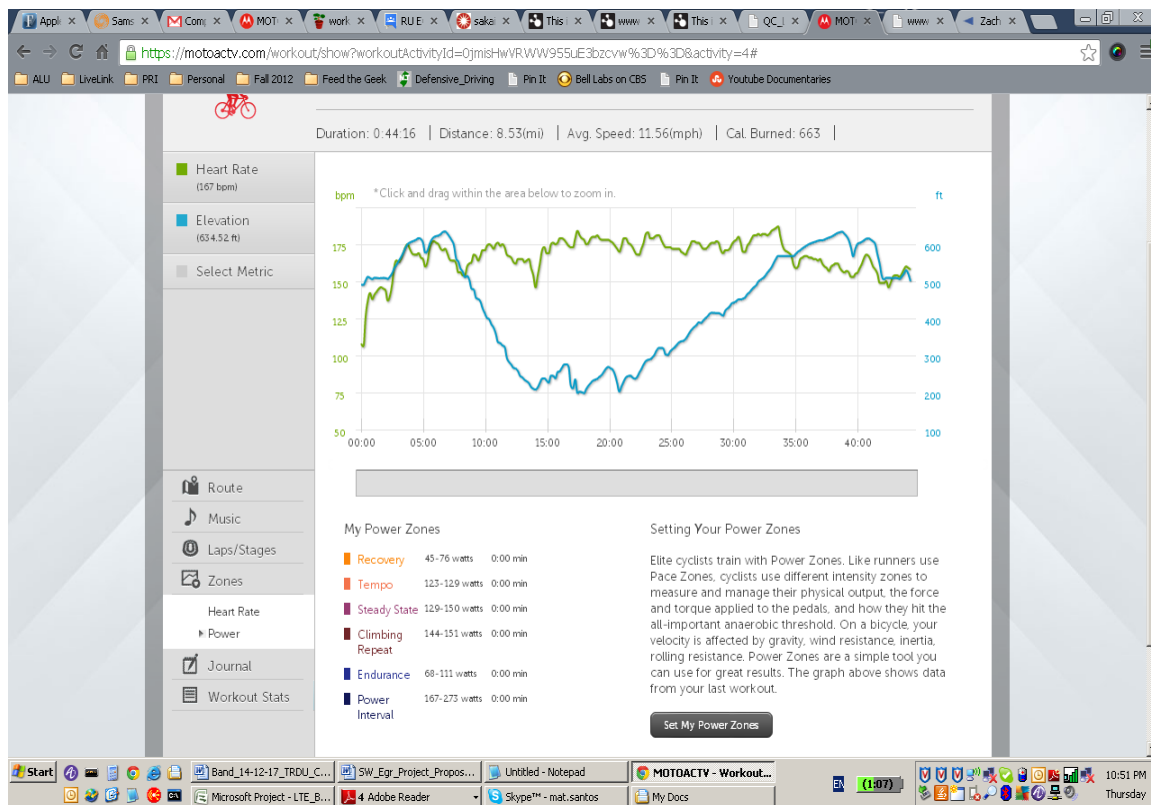 Appl
Sams
Com
MOT
work
RU E
saka
This
www
This
QC_
MOT
www
Zach
https://motoactv.com/workout/show?workoutActivityId=0jmisHwVRWW955uE3bzcvw%3D%3D&activity=4#
ALU LiveLink PRI Personal Fall 2012 Feed the Geek Defensive_Driving Pin It Bell Labs on CBS Pin It Youtube Documentaries
Duration: 0:44:16 | Distance: 8.53(mi) | Avg. Speed: 11.56(mph) | Cal. Burned: 663 |
Heart Rate
(167 bpm)
Elevation
(634.52 ft)
Select Metric
bpm *Click and drag within the area below to zoom in. ft
175 600
150 500
125 400
100 300
75 200
50 100
00:00 05:00 10:00 15:00 20:00 25:00 30:00 35:00 40:00
Route
Music
Laps/Stages
Zones
Heart Rate
Power
Journal
Workout Stats
My Power Zones
Recovery 45-76 watts 0:00 min
Tempo 123-129 watts 0:00 min
Steady State 129-150 watts 0:00 min
Climbing 144-151 watts 0:00 min
Repeat
Endurance 68-111 watts 0:00 min
Power 167-273 watts 0:00 min
Interval
Setting Your Power Zones
Elite cyclists train with Power Zones. Like runners use
Pace Zones, cyclists use different intensity zones to
measure and manage their physical output, the force
and torque applied to the pedals, and how they hit the
all-important anaerobic threshold. On a bicycle, your
velocity is affected by gravity, wind resistance, inertia,
rolling resistance. Power Zones are a simple tool you
can use for great results. The graph above shows data
from your last workout.
Set My Power Zones
Start Band_14-12-17_TRDU_C... SW_Egr_Project_Propos... Untitled - Notepad MOTOACTV - Workout... EN (1:07) 10:51 PM
Microsoft Project - LTE_B... 4 Adobe Reader Skype™ - mat.santos My Docs Thursday